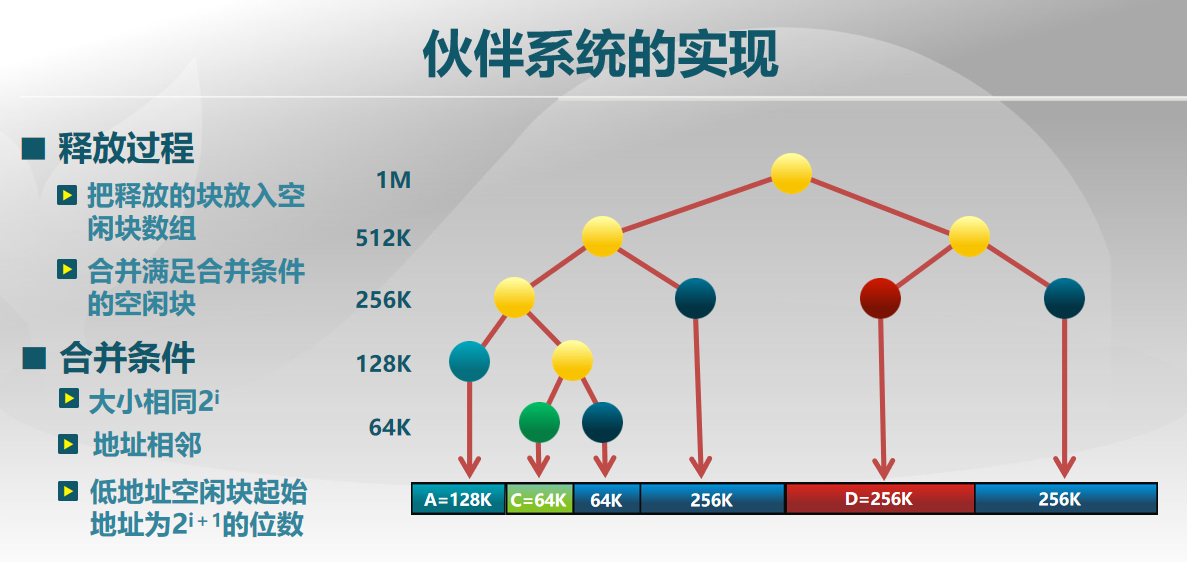 伙伴系统的实现
释放过程
把释放的块放入空
闲块数组
合并满足合并条件
的空闲块
合并条件
大小相同2ⁱ
地址相邻
低地址空闲块起始
地址为2ⁱ⁺¹的位数
1M
512K
256K
128K
64K
A=128K C=64K 64K 256K D=256K 256K